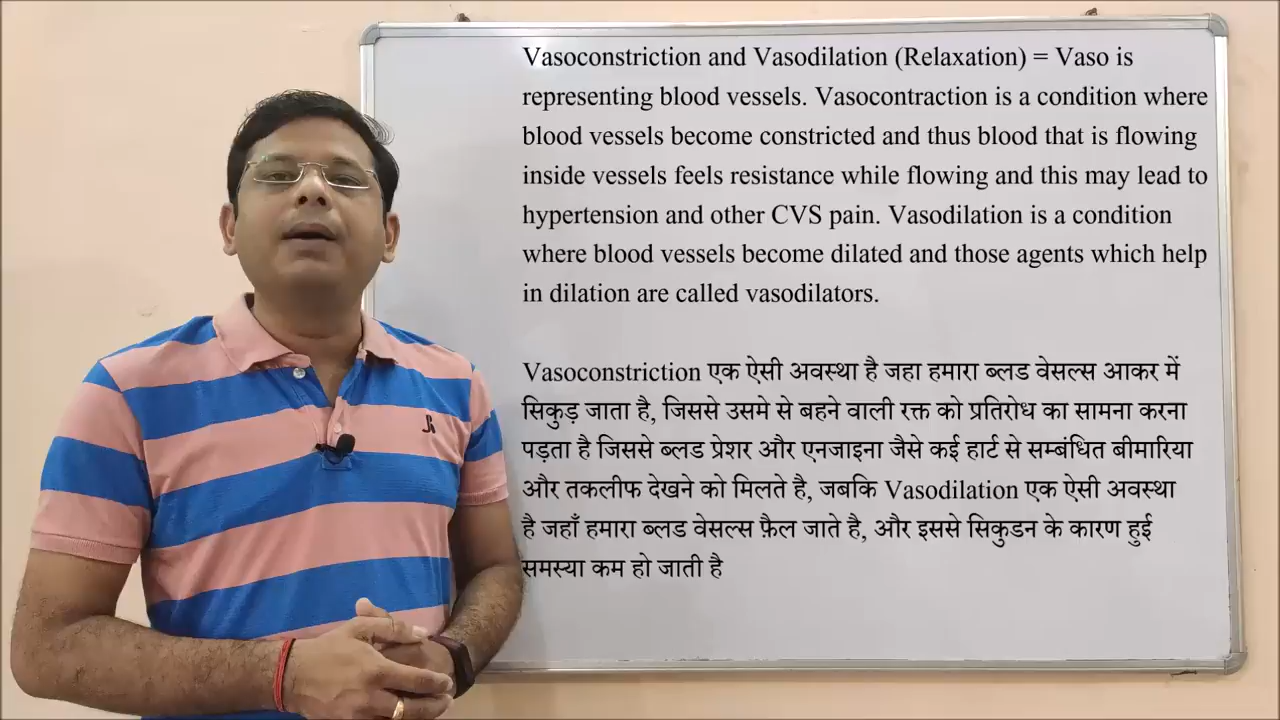 Vasoconstriction and Vasodilation (Relaxation) = Vaso is
representing blood vessels. Vasocontraction is a condition where
blood vessels become constricted and thus blood that is flowing
inside vessels feels resistance while flowing and this may lead to
hypertension and other CVS pain. Vasodilation is a condition
where blood vessels become dilated and those agents which help
in dilation are called vasodilators.
Vasoconstriction एक ऐसी अवस्था है जहा हमारा ब्लड वेसल्स आकर में
सिकुड़ जाता है, जिससे उसमे से बहने वाली रक्त को प्रतिरोध का सामना करना
पड़ता है जिससे ब्लड प्रेशर और एनजाइना जैसे कई हार्ट से सम्बंधित बीमारिया
और तकलीफ देखने को मिलते है, जबकि Vasodilation एक ऐसी अवस्था
है जहाँ हमारा ब्लड वेसल्स फ़ैल जाते है, और इससे सिकुडन के कारण हुई
समस्या कम हो जाती है